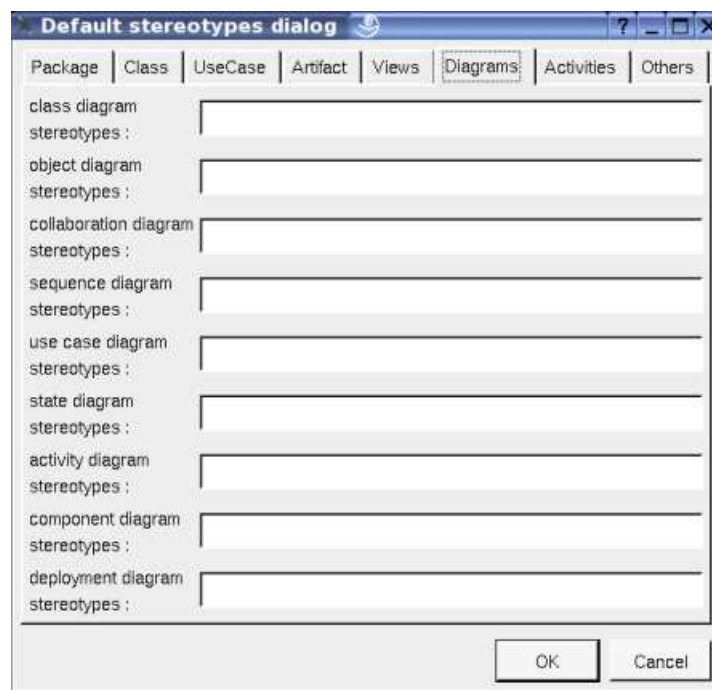 Default stereotypes dialog
Package Class UseCase Artifact Views Diagrams Activities Others
class diagram
stereotypes :
object diagram
stereotypes :
collaboration diagram
stereotypes :
sequence diagram
stereotypes :
use case diagram
stereotypes :
state diagram
stereotypes :
activity diagram
stereotypes :
component diagram
stereotypes :
deployment diagram
stereotypes :
OK Cancel